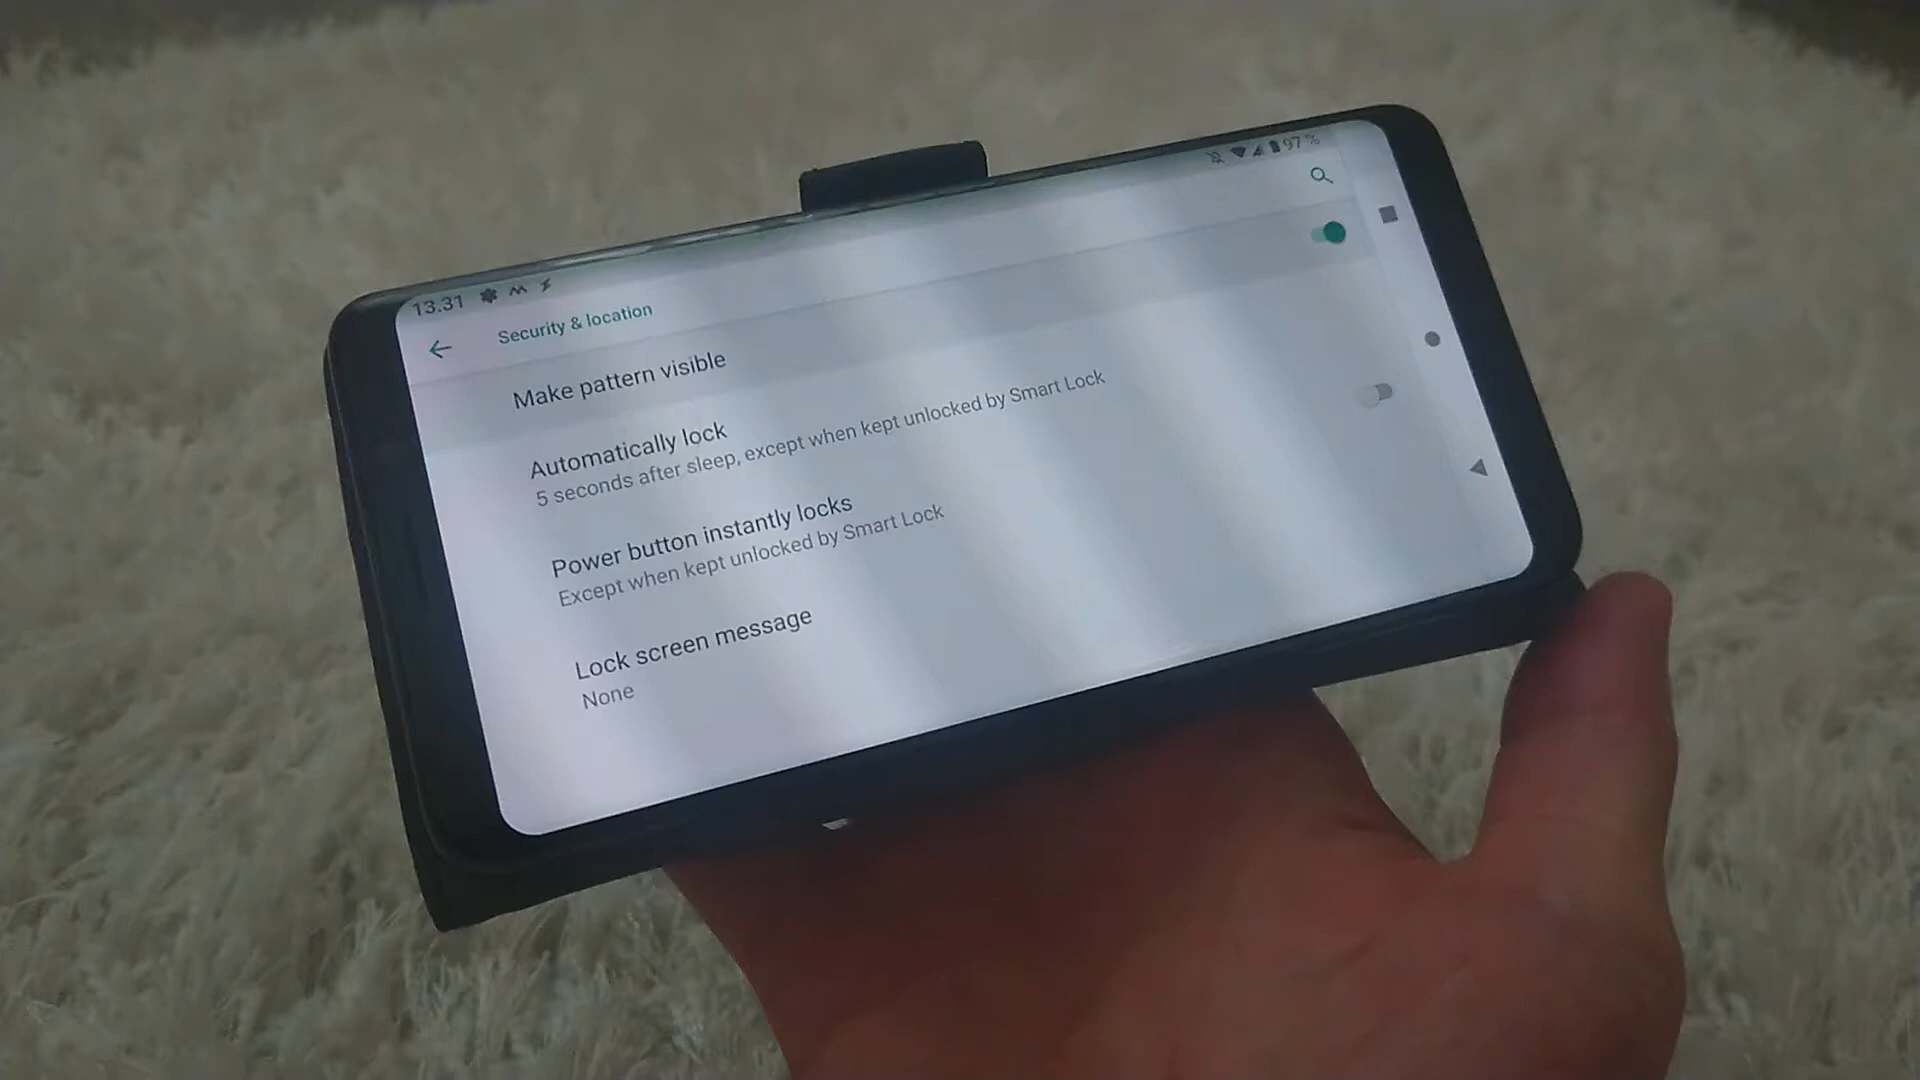 13.31
97 %
Security & location
Make pattern visible
Automatically lock
5 seconds after sleep, except when kept unlocked by Smart Lock
Power button instantly locks
Except when kept unlocked by Smart Lock
Lock screen message
None